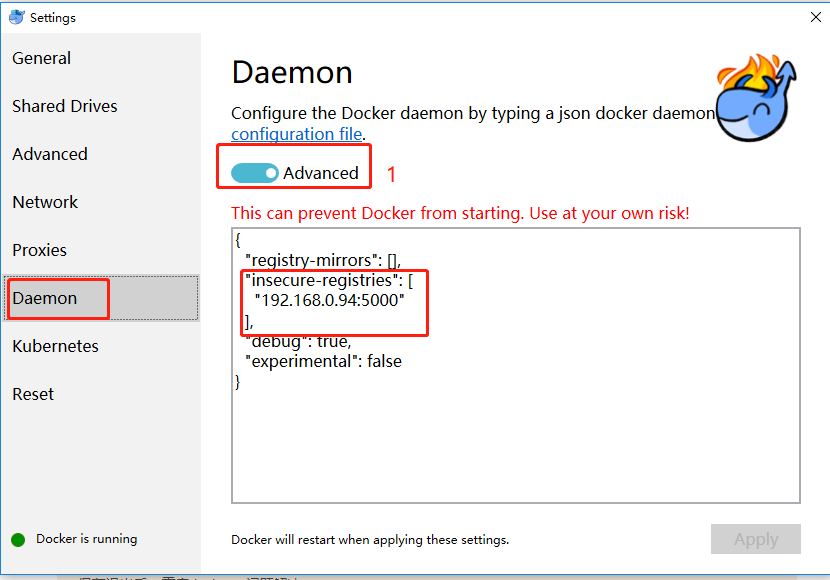 Settings
General
Shared Drives
Advanced
Network
Proxies
Daemon
Kubernetes
Reset
Docker is running
Daemon
Configure the Docker daemon by typing a json docker daemon
configuration file.
Advanced
1
This can prevent Docker from starting. Use at your own risk!
{
"registry-mirrors": [],
"insecure-registries": [
"192.168.0.94:5000"
],
"debug": true,
"experimental": false
}
Docker will restart when applying these settings.
Apply